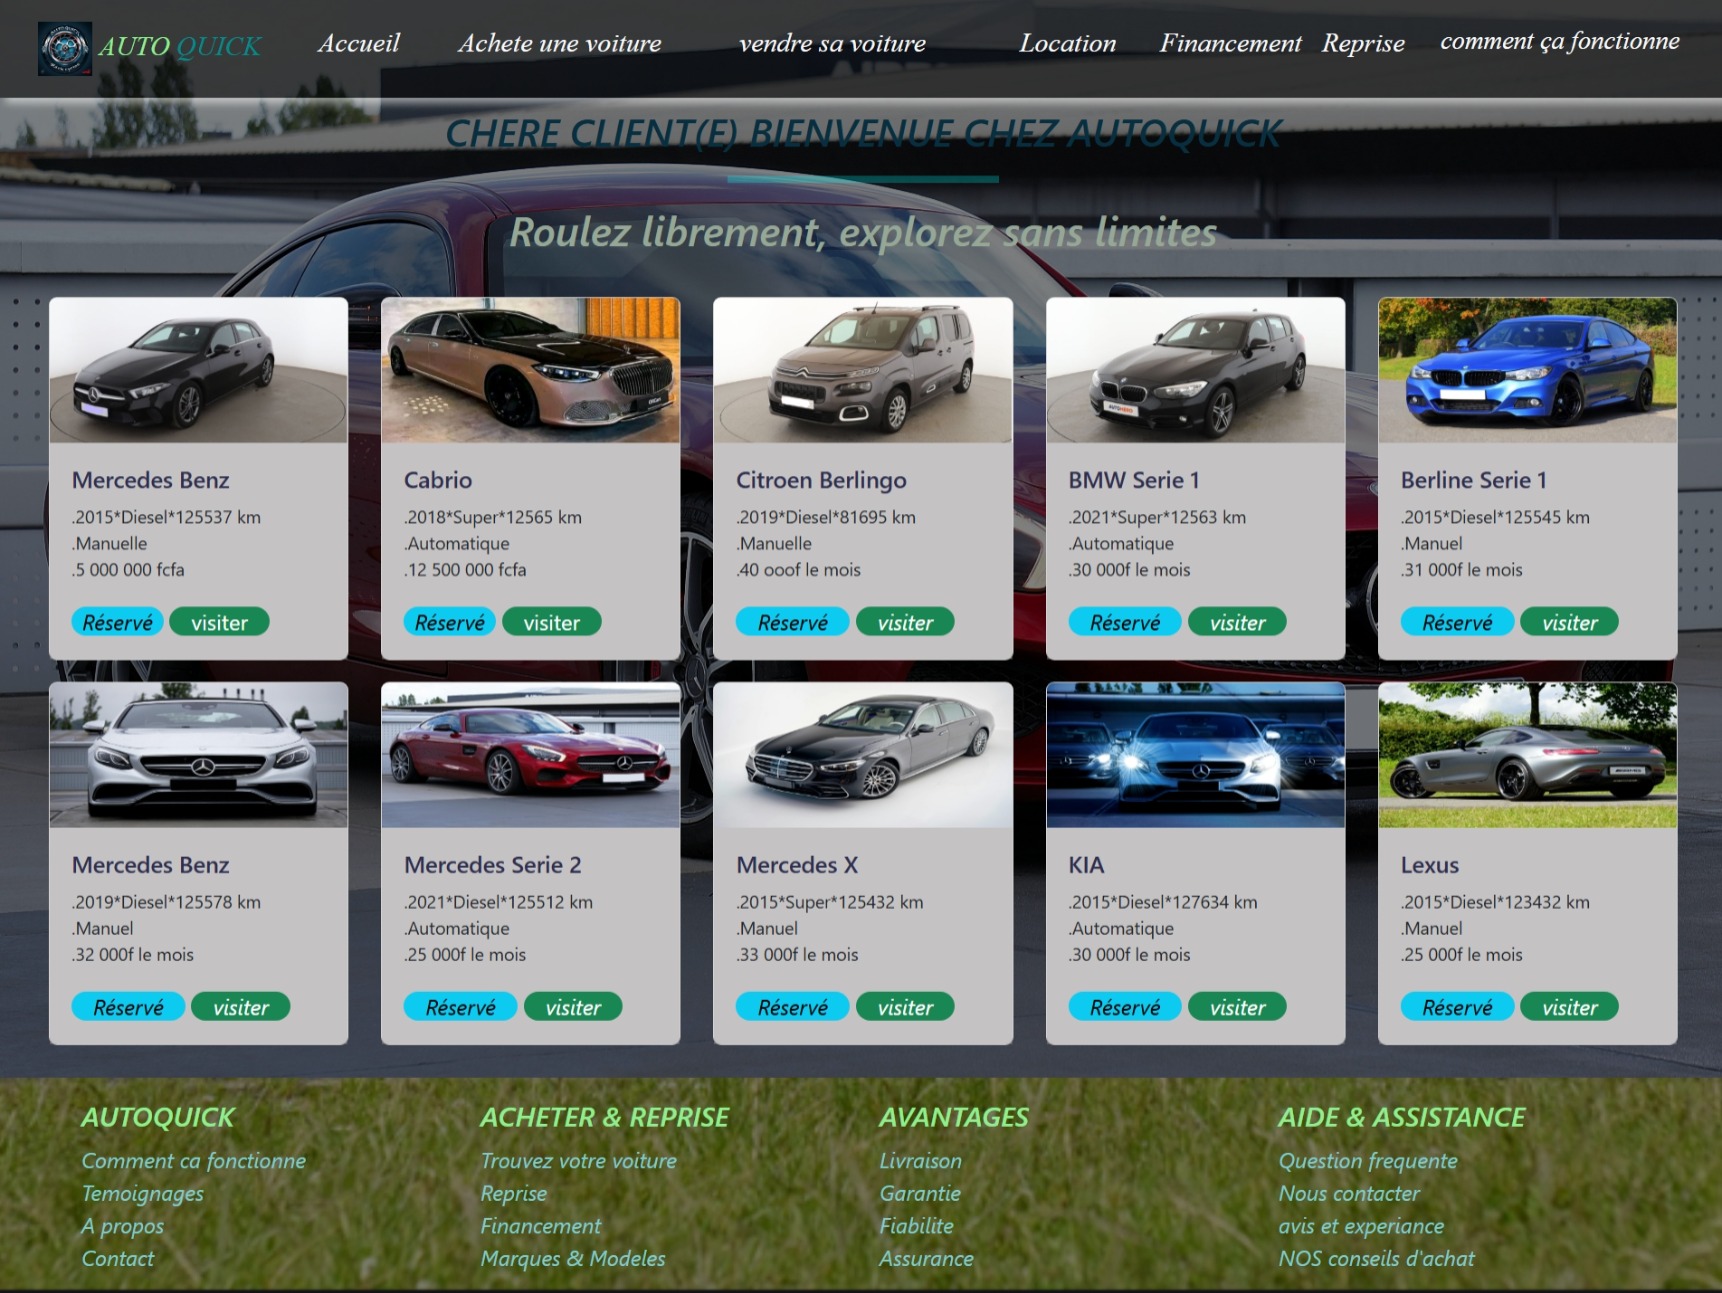 AUTO QUICK
Accueil
Achete une voiture
vendre sa voiture
Location
Financement
Reprise
comment ça fonctionne
CHERE CLIENT(E) BIENVENUE CHEZ AUTOQUICK
Roulez librement, explorez sans limites
Mercedes Benz
.2015*Diesel*125537 km
.Manuelle
.5 000 000 fcfa
Réservé visiter
Cabrio
.2018*Super*12565 km
.Automatique
.12 500 000 fcfa
Réservé visiter
Citroen Berlingo
.2019*Diesel*81695 km
.Manuelle
.40 ooof le mois
Réservé visiter
BMW Serie 1
.2021*Super*12563 km
.Automatique
.30 000f le mois
Réservé visiter
Berline Serie 1
.2015*Diesel*125545 km
.Manuel
.31 000f le mois
Réservé visiter
Mercedes Benz
.2019*Diesel*125578 km
.Manuel
.32 000f le mois
Réservé visiter
Mercedes Serie 2
.2021*Diesel*125512 km
.Automatique
.25 000f le mois
Réservé visiter
Mercedes X
.2015*Super*125432 km
.Manuel
.33 000f le mois
Réservé visiter
KIA
.2015*Diesel*127634 km
.Automatique
.30 000f le mois
Réservé visiter
Lexus
.2015*Diesel*123432 km
.Manuel
.25 000f le mois
Réservé visiter
AUTOQUICK
Comment ca fonctionne
Temoignages
A propos
Contact
ACHETER & REPRISE
Trouvez votre voiture
Reprise
Financement
Marques & Modeles
AVANTAGES
Livraison
Garantie
Fiabilite
Assurance
AIDE & ASSISTANCE
Question frequente
Nous contacter
avis et experiance
NOS conseils d'achat